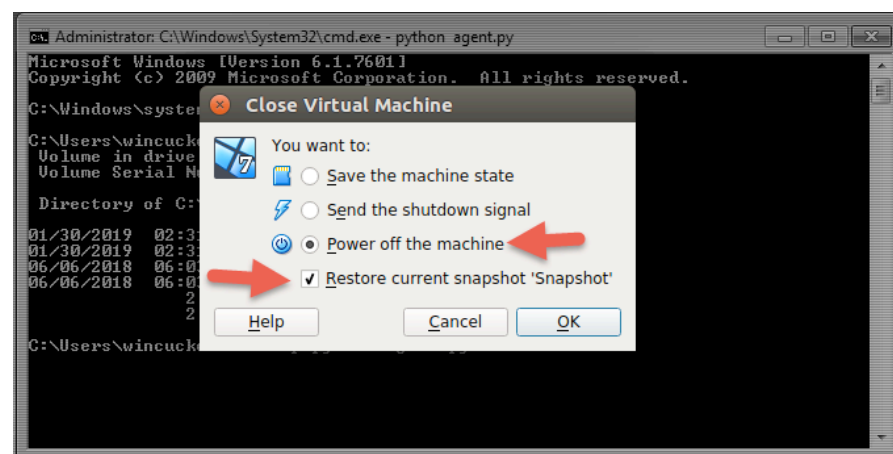 Administrator: C:\Windows\System32\cmd.exe - python agent.py
Microsoft Windows [Version 6.1.7601]
Copyright (c) 2009 Microsoft Corporation. All rights reserved.
C:\Windows\syste
Close Virtual Machine
C:\Users\wincucke
You want to:
Volume in drive
Save the machine state
Volume Serial N
Directory of C:
Send the shutdown signal
01/30/2019 02:3
Power off the machine
01/30/2019 02:3
06/06/2018 06:0
06/06/2018 06:0
Restore current snapshot 'Snapshot'
2
2
Help Cancel OK
C:\Users\wincucke